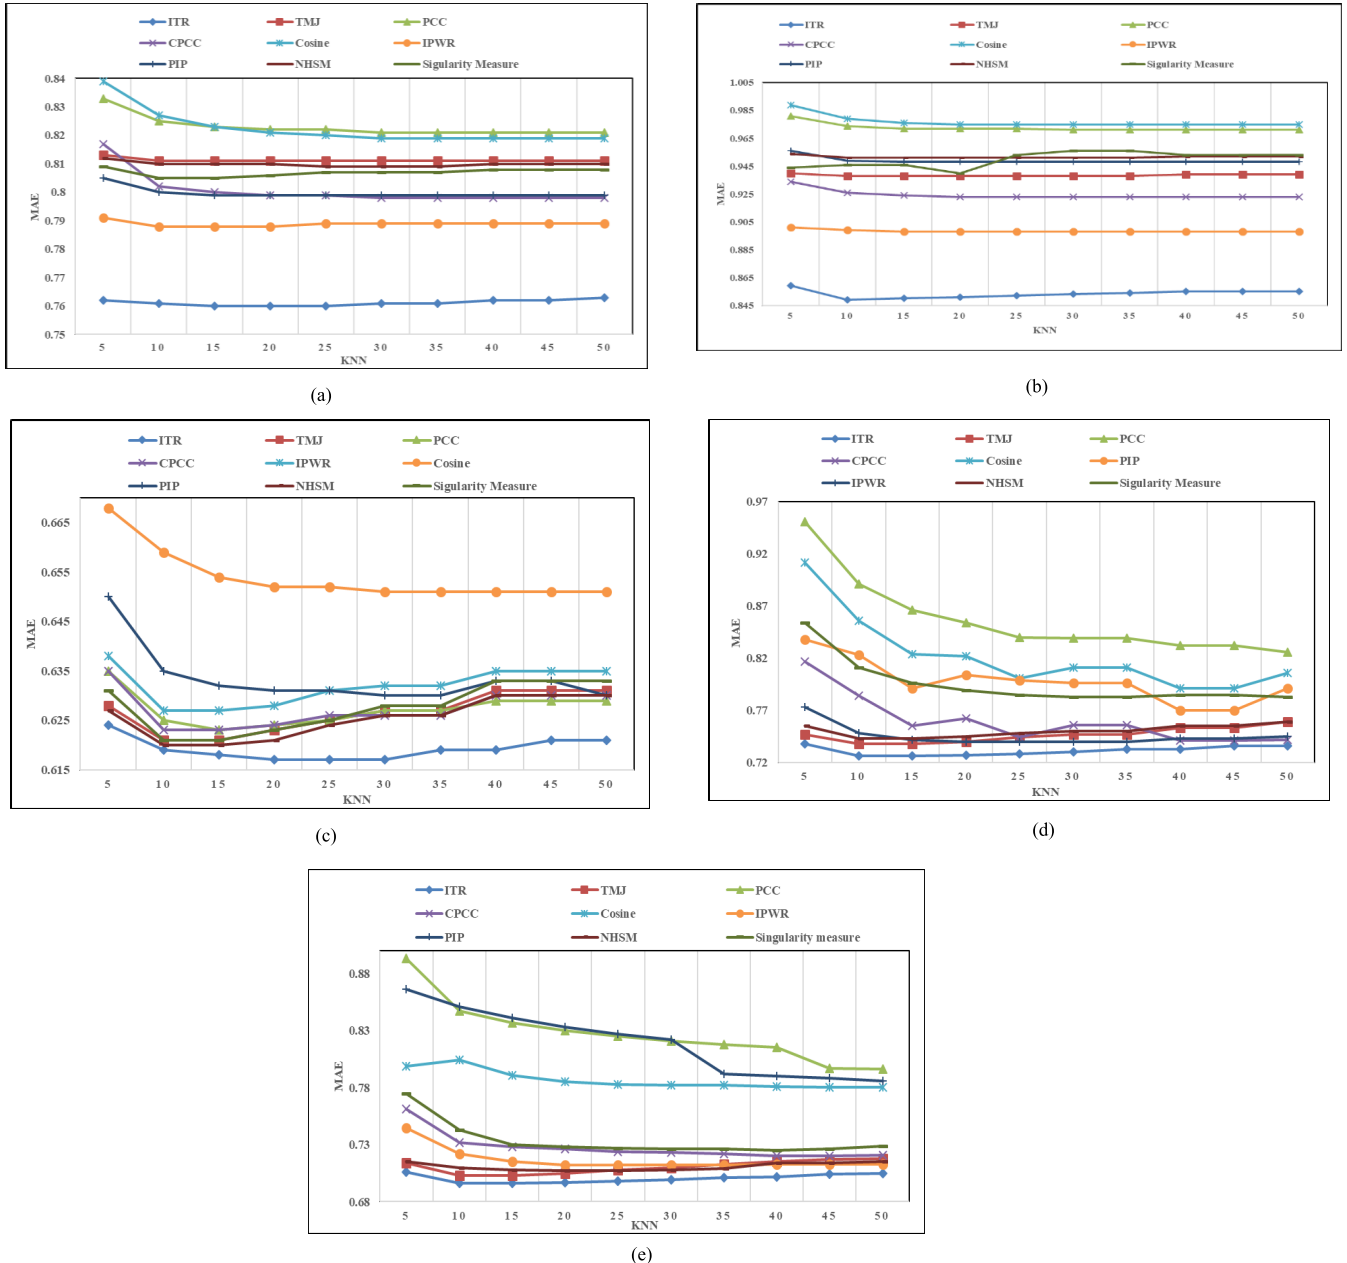 ITR TMJ PCC
CPCC Cosine IPWR
PIP NHSM Sigularity Measure
0.84
0.83
0.82
0.81
0.8
0.79
0.78
0.77
0.76
0.75
MAE
5 10 15 20 25 30 35 40 45 50
KNN
(a)
ITR TMJ PCC
CPCC Cosine IPWR
PIP NHSM Sigularity Measure
1.005
0.985
0.965
0.945
0.925
0.905
0.885
0.865
0.845
MAE
5 10 15 20 25 30 35 40 45 50
KNN
(b)
ITR TMJ PCC
CPCC IPWR Cosine
PIP NHSM Sigularity Measure
0.665
0.655
0.645
0.635
0.625
0.615
MAE
5 10 15 20 25 30 35 40 45 50
KNN
(c)
ITR TMJ PCC
CPCC Cosine PIP
IPWR NHSM Sigularity Measure
0.97
0.92
0.87
0.82
0.77
0.72
MAE
5 10 15 20 25 30 35 40 45 50
KNN
(d)
ITR TMJ PCC
CPCC Cosine IPWR
PIP NHSM Singularity measure
0.88
0.83
0.78
0.73
0.68
MAE
5 10 15 20 25 30 35 40 45 50
KNN
(e)